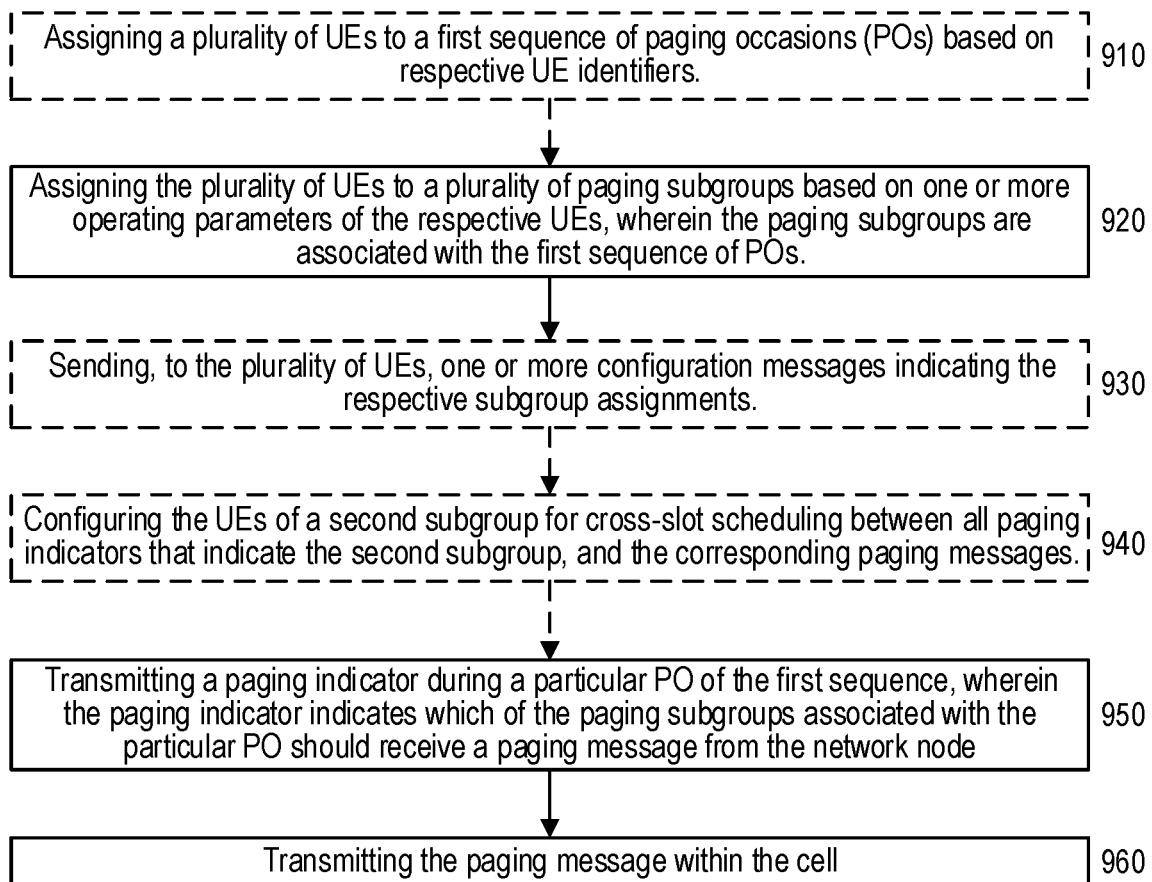 Assigning a plurality of UEs to a first sequence of paging occasions (POs) based on
respective UE identifiers.
910
Assigning the plurality of UEs to a plurality of paging subgroups based on one or more
operating parameters of the respective UEs, wherein the paging subgroups are
associated with the first sequence of POs.
920
Sending, to the plurality of UEs, one or more configuration messages indicating the
respective subgroup assignments.
930
Configuring the UEs of a second subgroup for cross-slot scheduling between all paging
indicators that indicate the second subgroup, and the corresponding paging messages.
940
Transmitting a paging indicator during a particular PO of the first sequence, wherein
the paging indicator indicates which of the paging subgroups associated with the
particular PO should receive a paging message from the network node
950
Transmitting the paging message within the cell
960